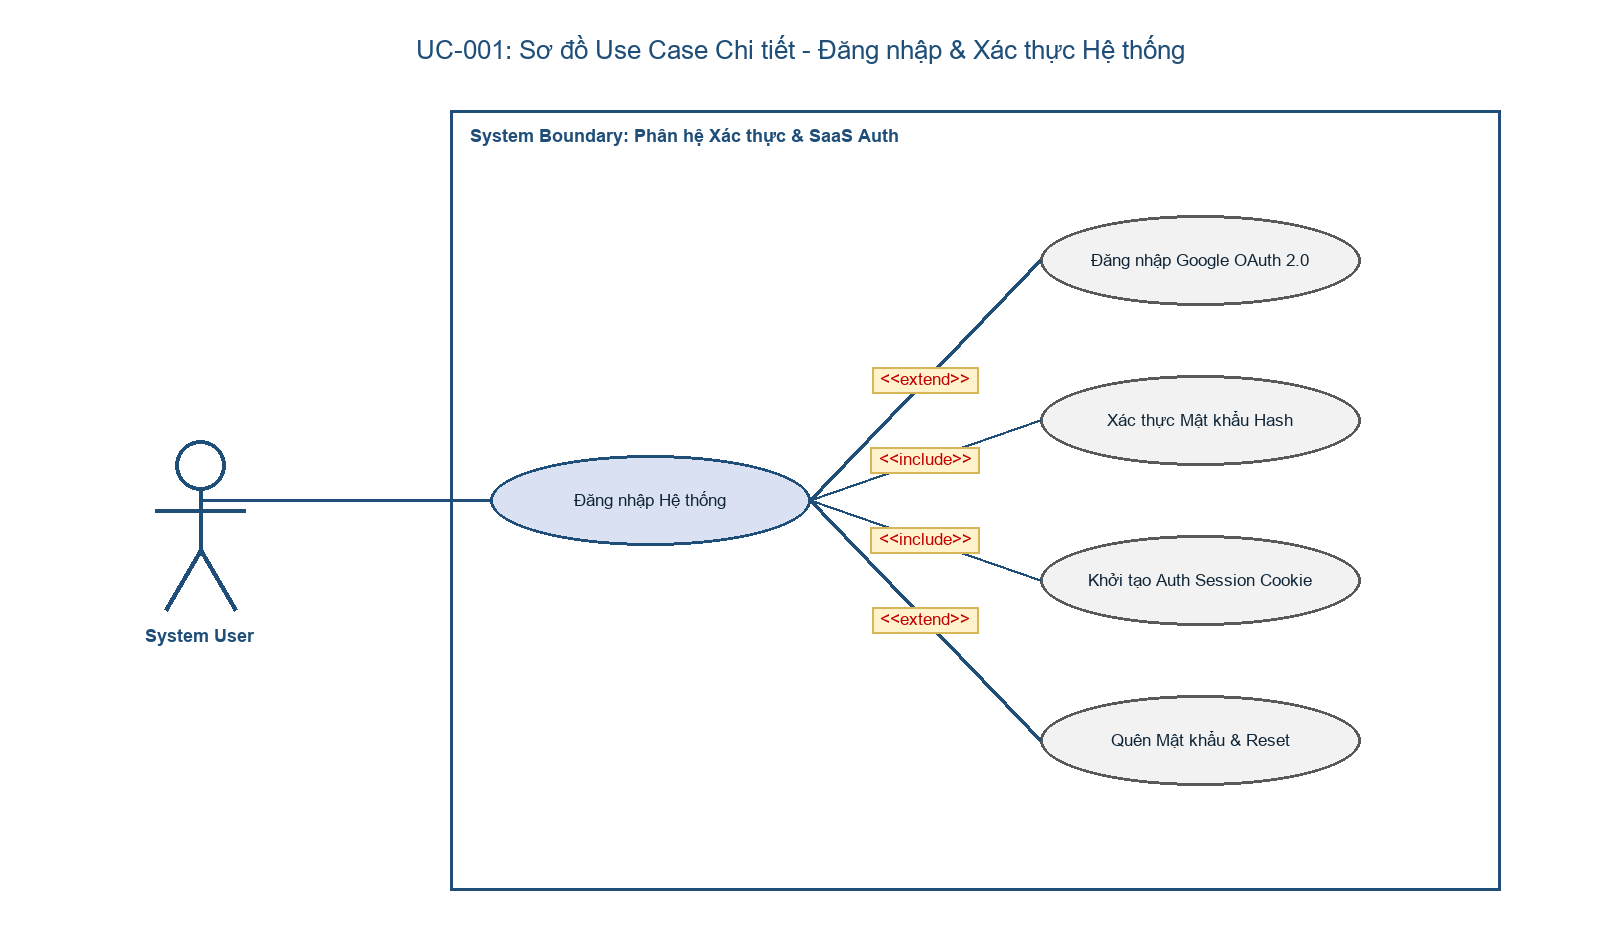 UC-001: Sơ đồ Use Case Chi tiết - Đăng nhập & Xác thực Hệ thống
System Boundary: Phân hệ Xác thực & SaaS Auth
Đăng nhập Google OAuth 2.0
<<extend>>
Xác thực Mật khẩu Hash
<<include>>
Đăng nhập Hệ thống
<<include>>
Khởi tạo Auth Session Cookie
<<extend>>
System User
Quên Mật khẩu & Reset